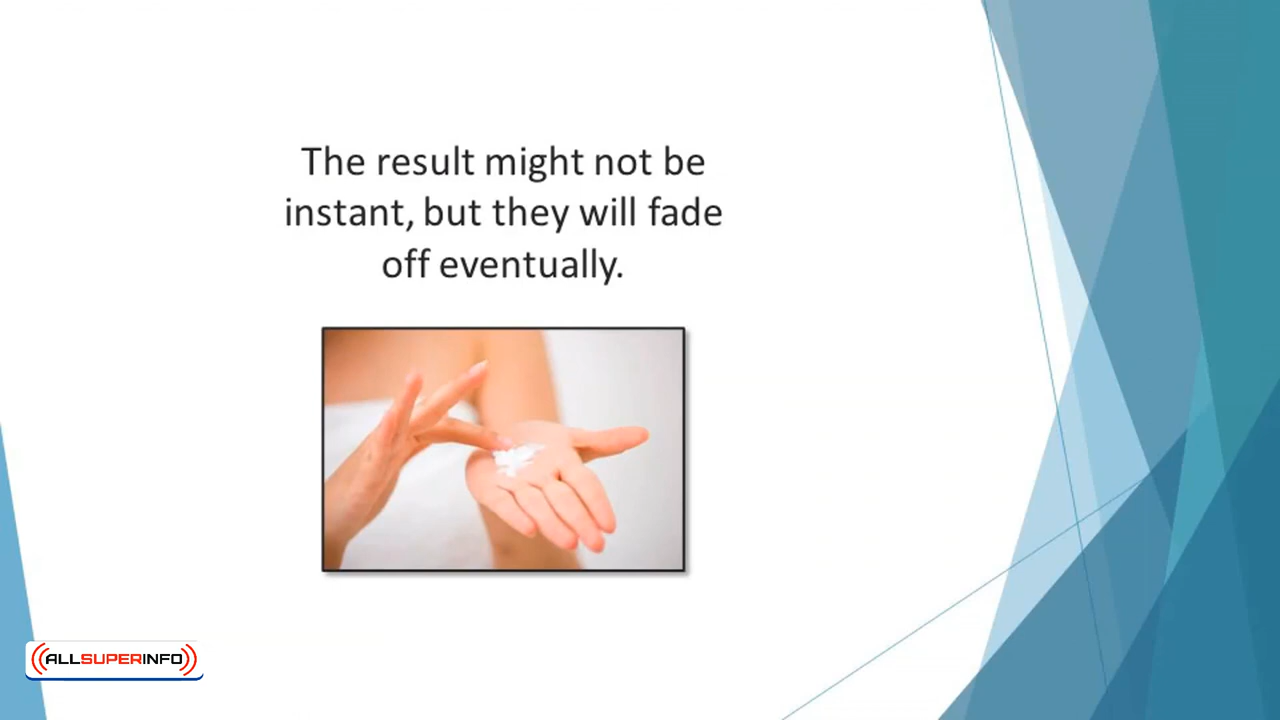 The result might not be
instant, but they will fade
off eventually.
ALLSUPERINFO